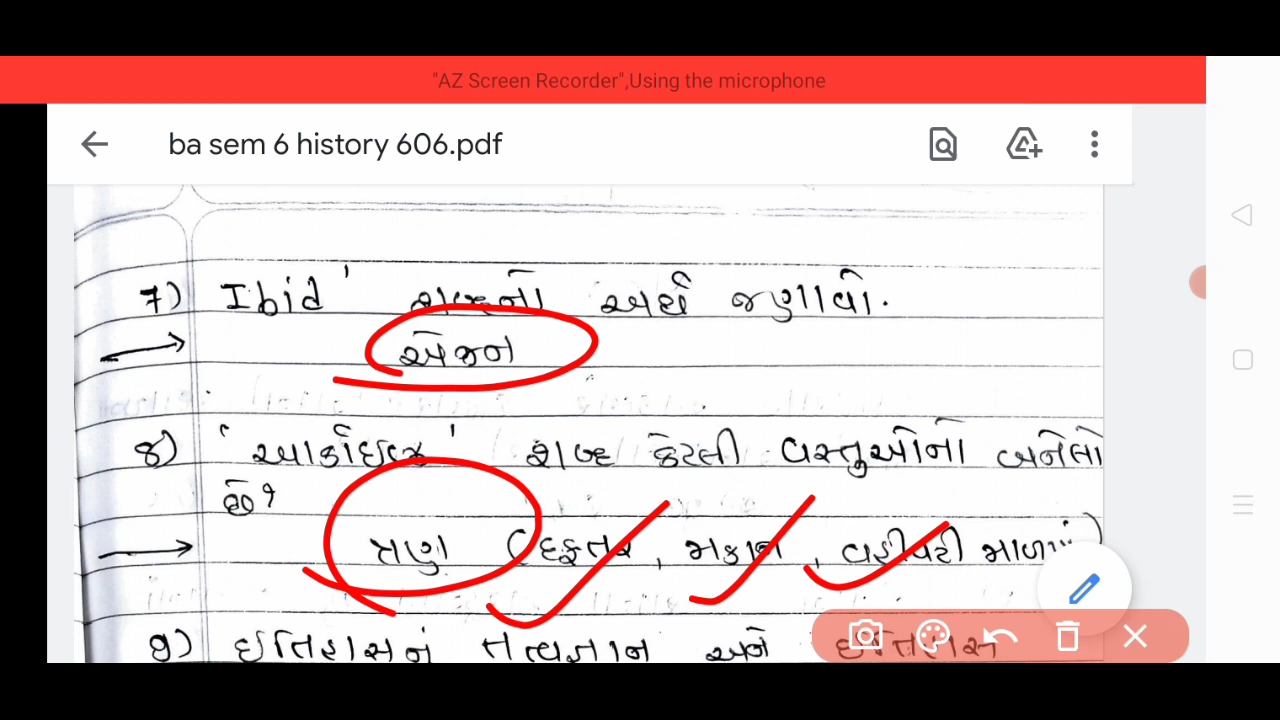 "AZ Screen Recorder",Using the microphone
ba sem 6 history 606.pdf
7) Ibid' શબ્દનો અર્થ જણાવો.
એજન
8) 'આર્કાઇવ્ઝ' શબ્દ કેટલી વસ્તુઓનો બનેલો
છે?
ત્રણ (દફતર, મકાન, વહીવટી માળખું)
9) ઇતિહાસનું તત્વજ્ઞાન અને ઇતિહાસ